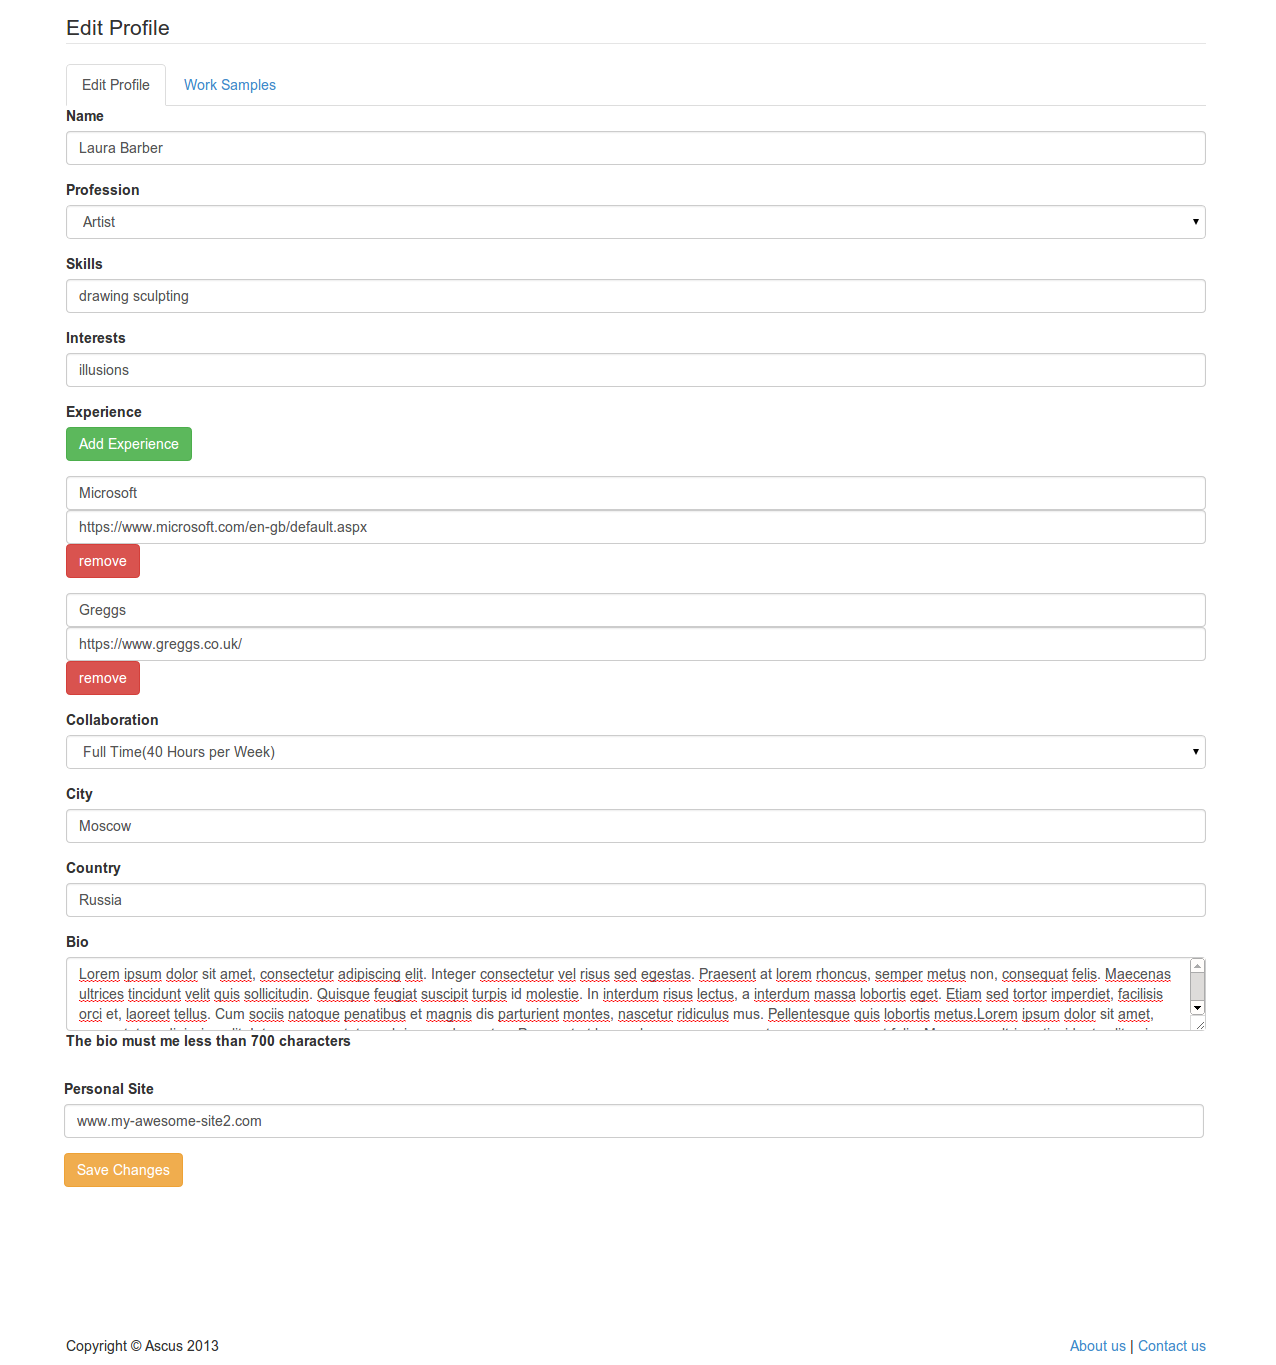 Edit Profile
Edit Profile
Work Samples
Name
Laura Barber
Profession
Artist
Skills
drawing sculpting
Interests
illusions
Experience
Add Experience
Microsoft
https://www.microsoft.com/en-gb/default.aspx
remove
Greggs
https://www.greggs.co.uk/
remove
Collaboration
Full Time(40 Hours per Week)
City
Moscow
Country
Russia
Bio
Lorem ipsum dolor sit amet, consectetur adipiscing elit. Integer consectetur vel risus sed egestas. Praesent at lorem rhoncus, semper metus non, consequat felis. Maecenas
ultrices tincidunt velit quis sollicitudin. Quisque feugiat suscipit turpis id molestie. In interdum risus lectus, a interdum massa lobortis eget. Etiam sed tortor imperdiet, facilisis
orci et, laoreet tellus. Cum sociis natoque penatibus et magnis dis parturient montes, nascetur ridiculus mus. Pellentesque quis lobortis metus.Lorem ipsum dolor sit amet,
The bio must me less than 700 characters
Personal Site
www.my-awesome-site2.com
Save Changes
Copyright © Ascus 2013
About us | Contact us